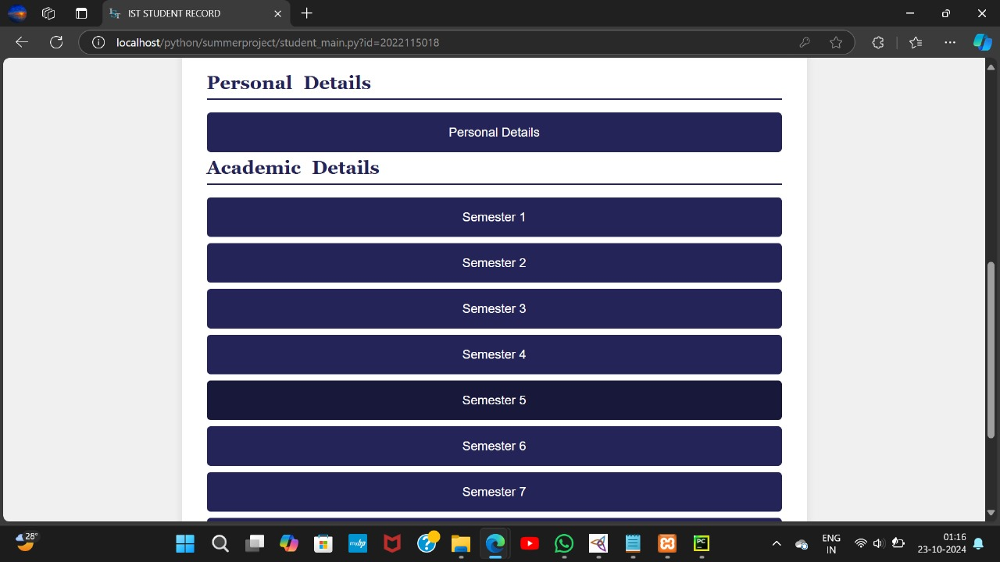 IST STUDENT RECORD
localhost/python/summerproject/student_main.py?id=2022115018
Personal Details
Personal Details
Academic Details
Semester 1
Semester 2
Semester 3
Semester 4
Semester 5
Semester 6
Semester 7
28°
myhp
PC
ENG
IN
01:16
23-10-2024